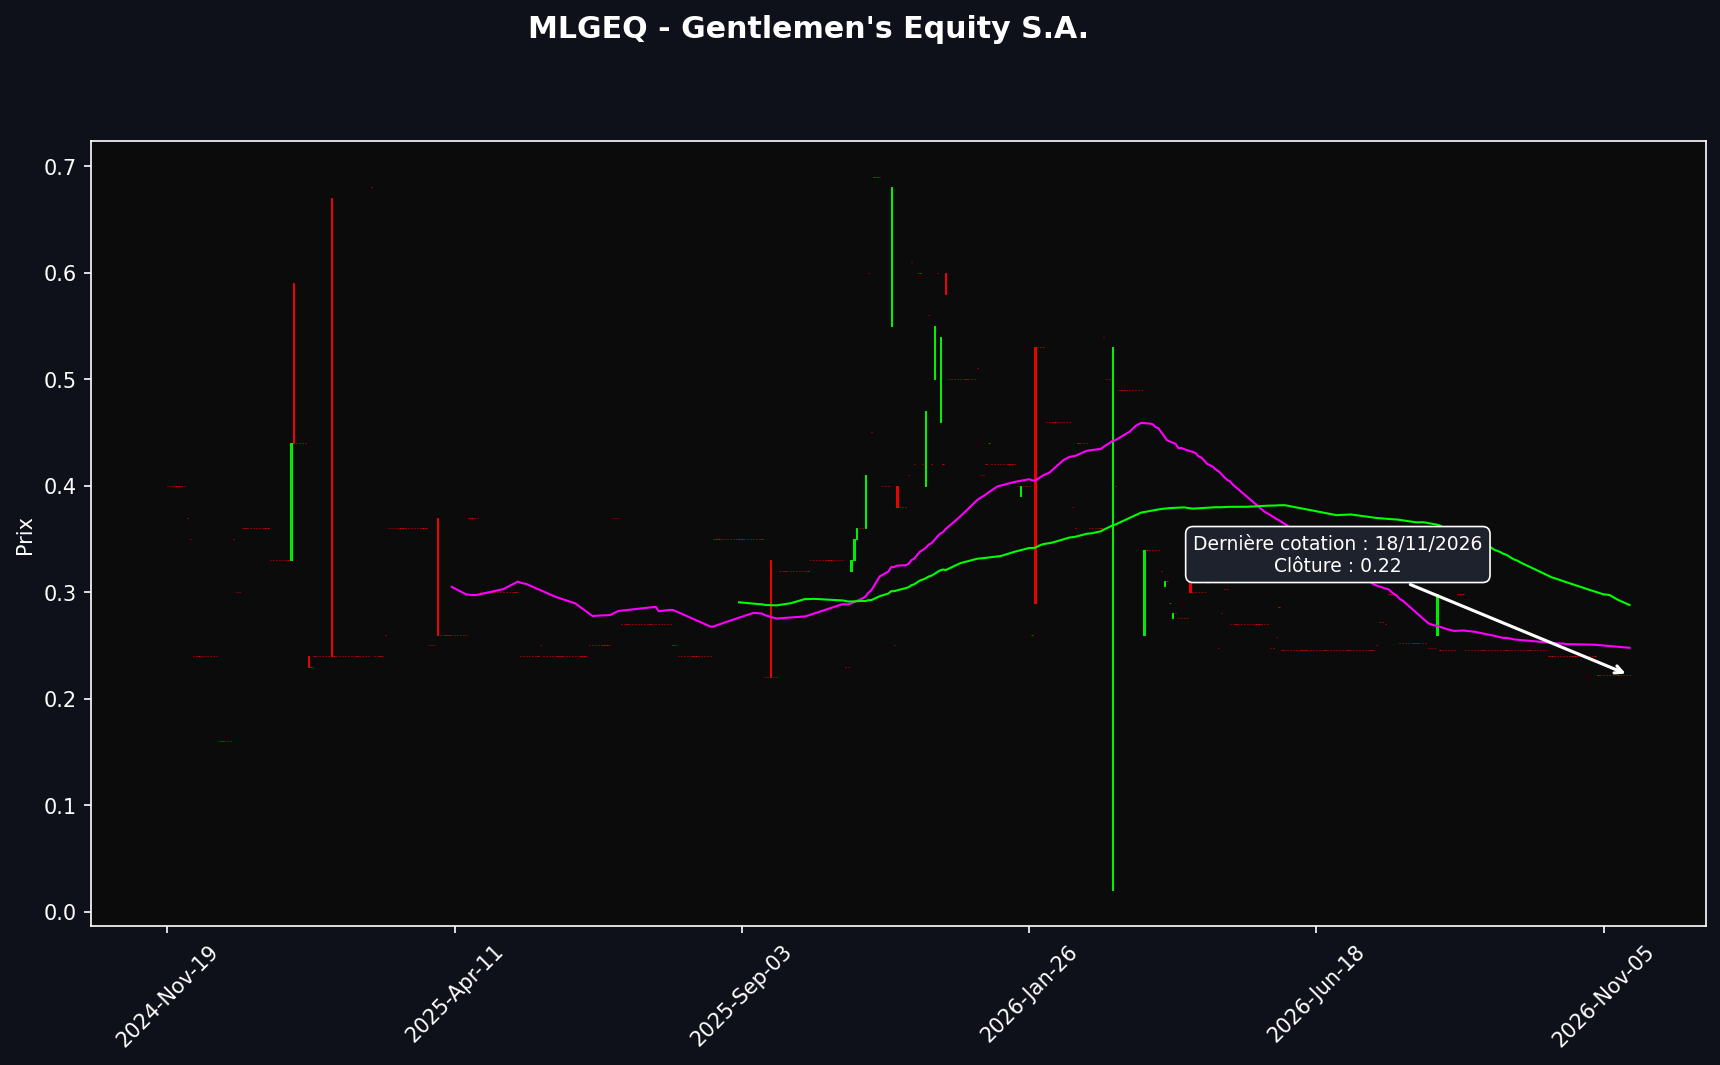 MLGEQ - Gentlemen's Equity S.A.
0.7
0.6
0.5
0.4
0.3
0.2
0.1
0.0
Prix
Dernière cotation : 18/11/2026
Clôture : 0.22
2024-Nov-19
2025-Apr-11
2025-Sep-03
2026-Jan-26
2026-Jun-18
2026-Nov-05